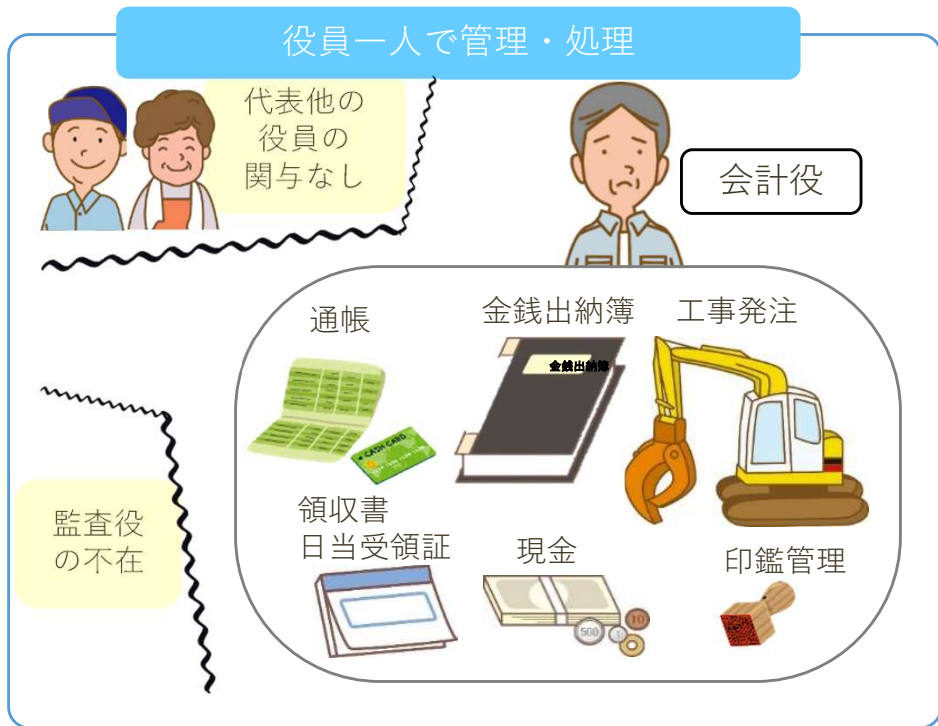 役員一人で管理・処理
代表他の
役員の
関与なし
会計役
通帳
金銭出納簿
工事発注
金銭出納簿
CASH CARD
領収書
日当受領証
現金
印鑑管理
500
1
10
監査役
の不在